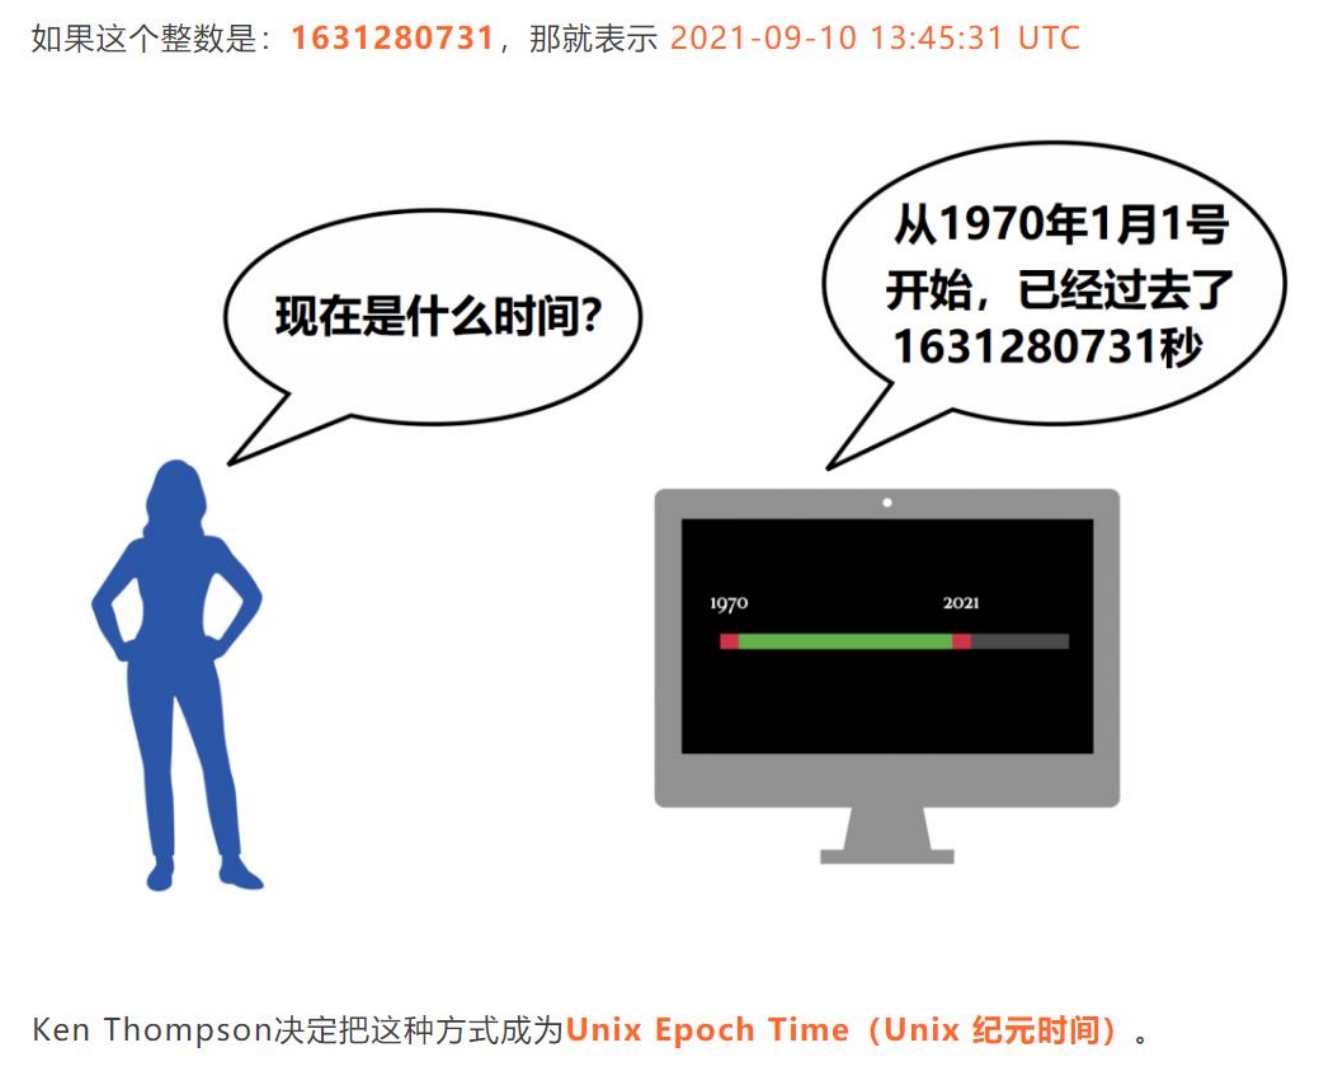 如果这个整数是：1631280731，那就表示 2021-09-10 13:45:31 UTC
现在是什么时间？
从1970年1月1号
开始，已经过去了
1631280731秒
1970
2021
Ken Thompson决定把这种方式成为Unix Epoch Time（Unix 纪元时间）。